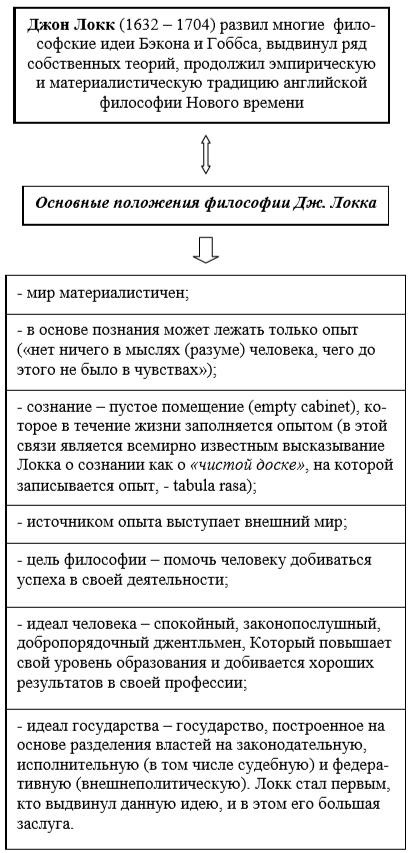 Джон Локк (1632 – 1704) развил многие фило-
софские идеи Бэкона и Гоббса, выдвинул ряд
собственных теорий, продолжил эмпирическую
и материалистическую традицию английской
философии Нового времени
Основные положения философии Дж. Локка
- мир материалистичен;
- в основе познания может лежать только опыт
(«нет ничего в мыслях (разуме) человека, чего до
этого не было в чувствах»);
- сознание – пустое помещение (empty cabinet), ко-
торое в течение жизни заполняется опытом (в этой
связи является всемирно известным высказывание
Локка о сознании как о «чистой доске», на которой
записывается опыт, - tabula rasa);
- источником опыта выступает внешний мир;
- цель философии – помочь человеку добиваться
успеха в своей деятельности;
- идеал человека – спокойный, законопослушный,
добропорядочный джентльмен, Который повышает
свой уровень образования и добивается хороших
результатов в своей профессии;
- идеал государства – государство, построенное на
основе разделения властей на законодательную,
исполнительную (в том числе судебную) и федера-
тивную (внешнеполитическую). Локк стал первым,
кто выдвинул данную идею, и в этом его большая
заслуга.